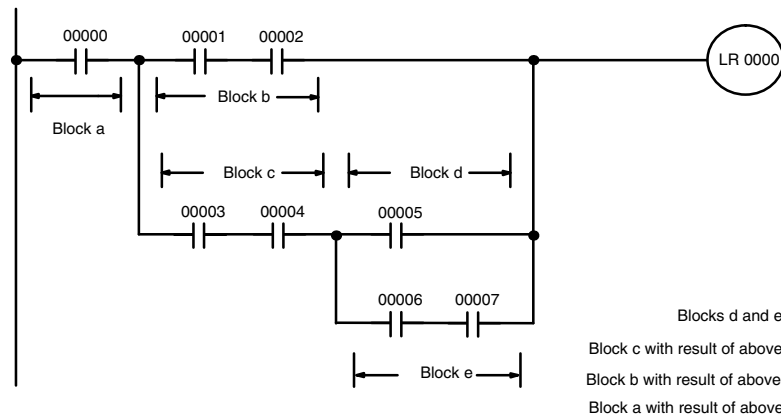 00000 00001 00002
LR 0000
Block b
Block a
Block c Block d
00003 00004 00005
00006 00007
Blocks d and e
Block c with result of above
Block e
Block b with result of above
Block a with result of above